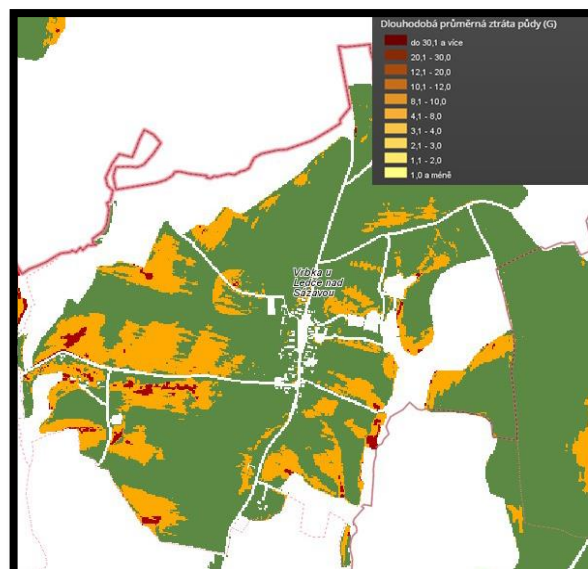 Dlouhodobá průměrná ztráta půdy (G)
do 30,1 a více
20,1 - 30,0
12,1 - 20,0
10,1 - 12,0
8,1 - 10,0
4,1 - 8,0
3,1 - 4,0
2,1 - 3,0
1,1 - 2,0
1,0 a méně
Vrbka u
Ledče nad
Sázavou